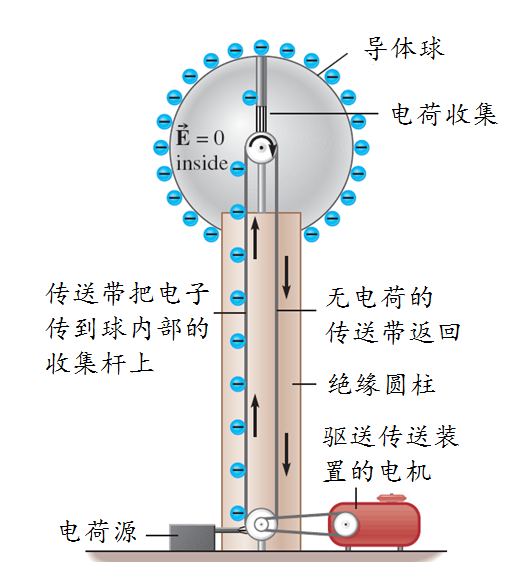 导体球
电荷收集
E⃗ = 0
inside
传送带把电子
传到球内部的
收集杆上
无电荷的
传送带返回
绝缘圆柱
驱送传送装
置的电机
电荷源